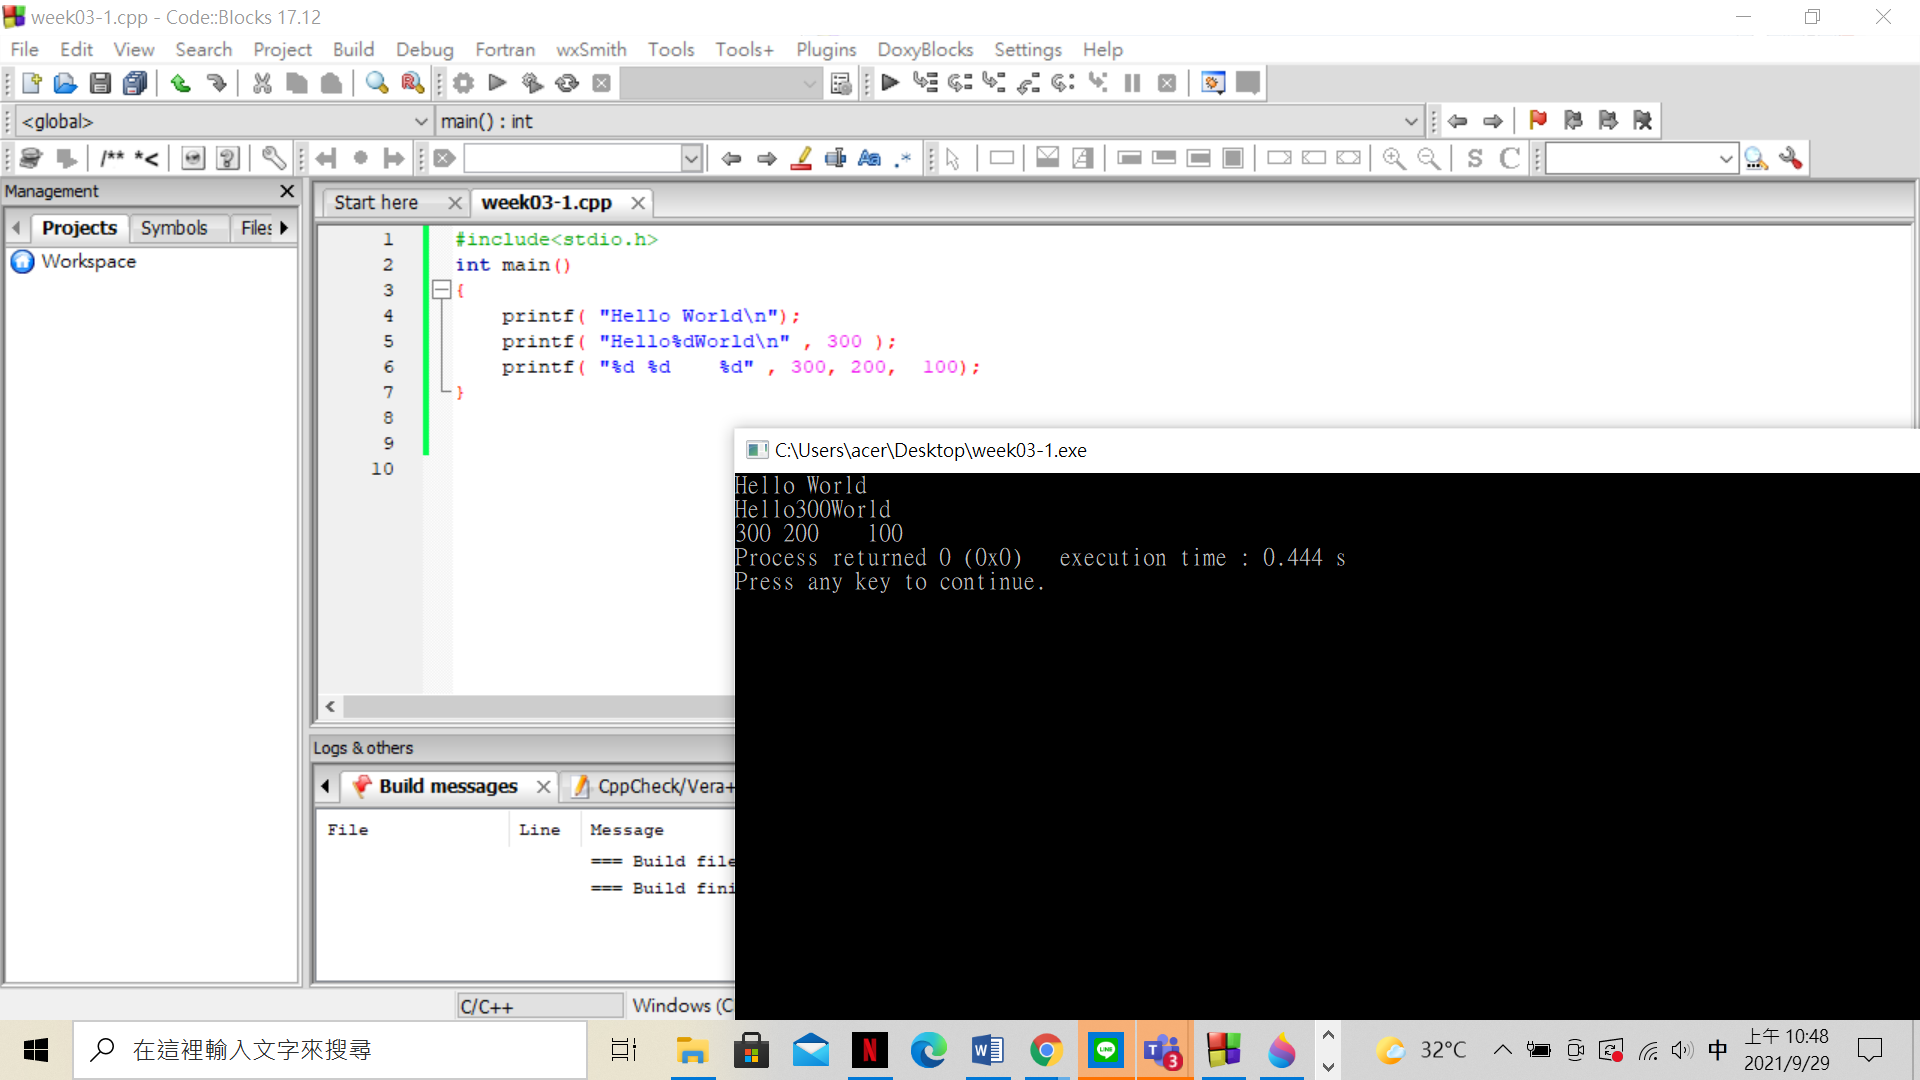 week03-1.cpp - Code::Blocks 17.12
File Edit View Search Project Build Debug Fortran wxSmith Tools Tools+ Plugins DoxyBlocks Settings Help
<global> main() : int
/** *<
Aa .* S C
Management
Projects Symbols Files
Workspace
Start here week03-1.cpp
1 #include<stdio.h>
2 int main()
3 {
4     printf( "Hello World\n");
5     printf( "Hello%dWorld\n" , 300 );
6     printf( "%d %d    %d" , 300, 200,  100);
7 }
8
9
10
C:\Users\acer\Desktop\week03-1.exe
Hello World
Hello300World
300 200    100
Process returned 0 (0x0)   execution time : 0.444 s
Press any key to continue.
Logs & others
Build messages CppCheck/Vera+
File Line Message
=== Build file
=== Build fini
C/C++ Windows (C
在這裡輸入文字來搜尋
3
32°C 中 上午 10:48
2021/9/29